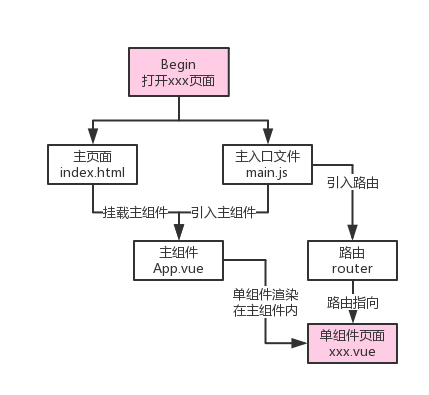 Begin
打开xxx页面
主页面
index.html
主入口文件
main.js
引入路由
挂载主组件
引入主组件
主组件
App.vue
路由
router
单组件渲染
在主组件内
路由指向
单组件页面
xxx.vue